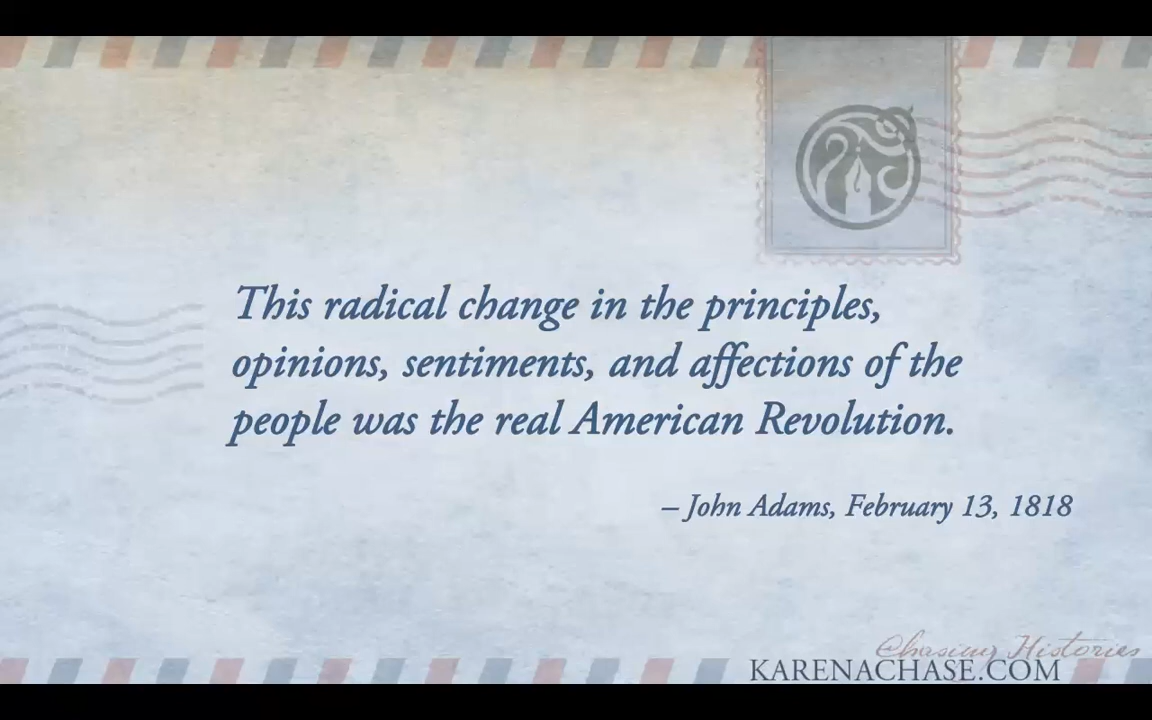 This radical change in the principles,
opinions, sentiments, and affections of the
people was the real American Revolution.
– John Adams, February 13, 1818
Chasing Histories
KARENACHASE.COM